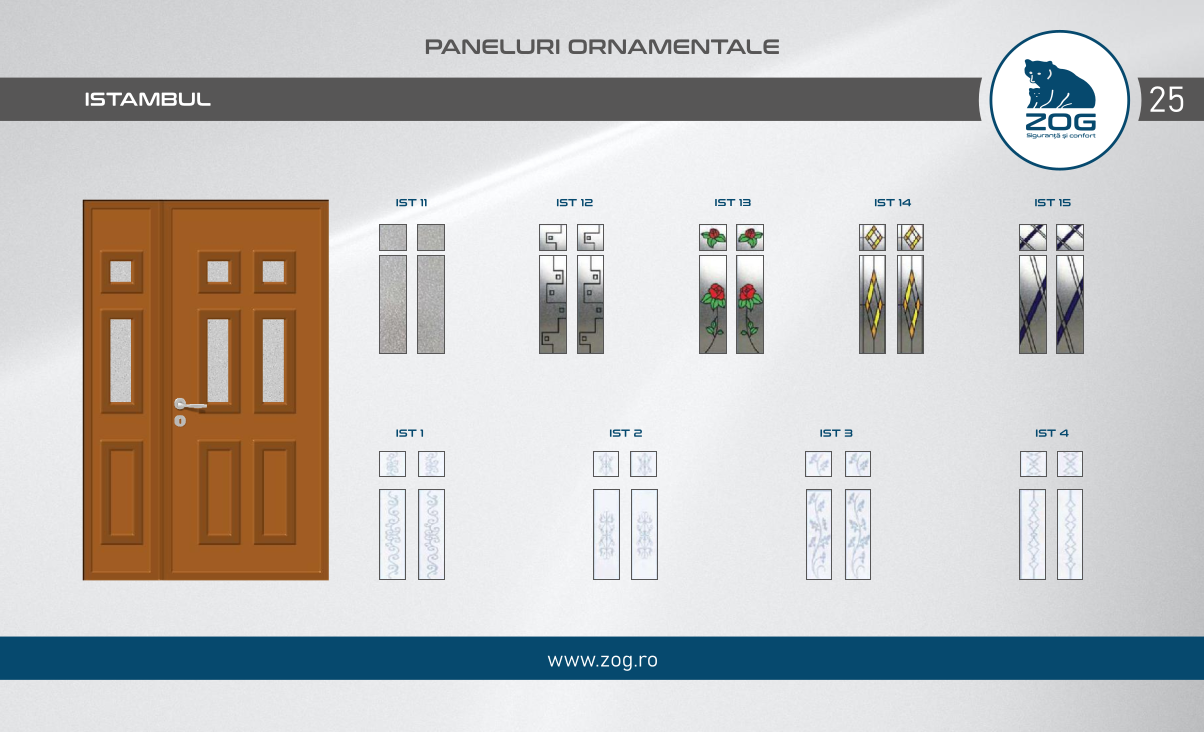 PANELURI ORNAMENTALE
ISTAMBUL
ZOG
Siguranță și confort
25
IST 11
IST 12
IST 13
IST 14
IST 15
IST 1
IST 2
IST 3
IST 4
www.zog.ro